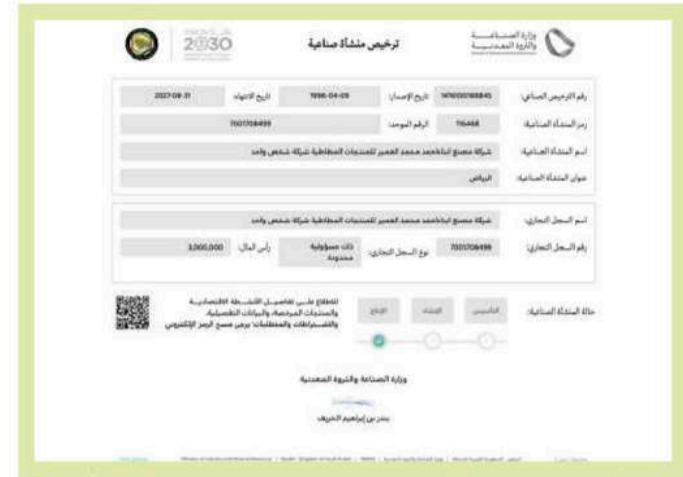 2030
ترخيص منشأة صناعية
وزارة الصناعة
والثروة المعدنية
رقم الترخيص الصناعي:
تاريخ الإصدار: 1996-04-09 تاريخ الانتهاء:
رمز المنشأة الصناعية: 116468 الرقم الموحد: 7001708499
اسم المنشأة الصناعية: شركة مصنع ابناء احمد محمد العمير للمنتجات المطاطية شركة شخص واحد
عنوان المنشأة الصناعية: الرياض
اسم السجل التجاري: شركة مصنع ابناء احمد محمد العمير للمنتجات المطاطية شركة شخص واحد
رقم السجل التجاري: 7001708499 نوع السجل التجاري: ذات مسؤولية محدودة رأس المال: 3,000,000
حالة المنشأة الصناعية: التأسيس الإنشاء الإنتاج
للاطلاع على تفاصيل الأنشطة الاقتصادية
والمنتجات المرخصة، والبيانات التفصيلية،
والاشتراطات والمتطلبات؛ يرجى مسح الرمز الإلكتروني
وزارة الصناعة والثروة المعدنية
بندر بن إبراهيم الخريف